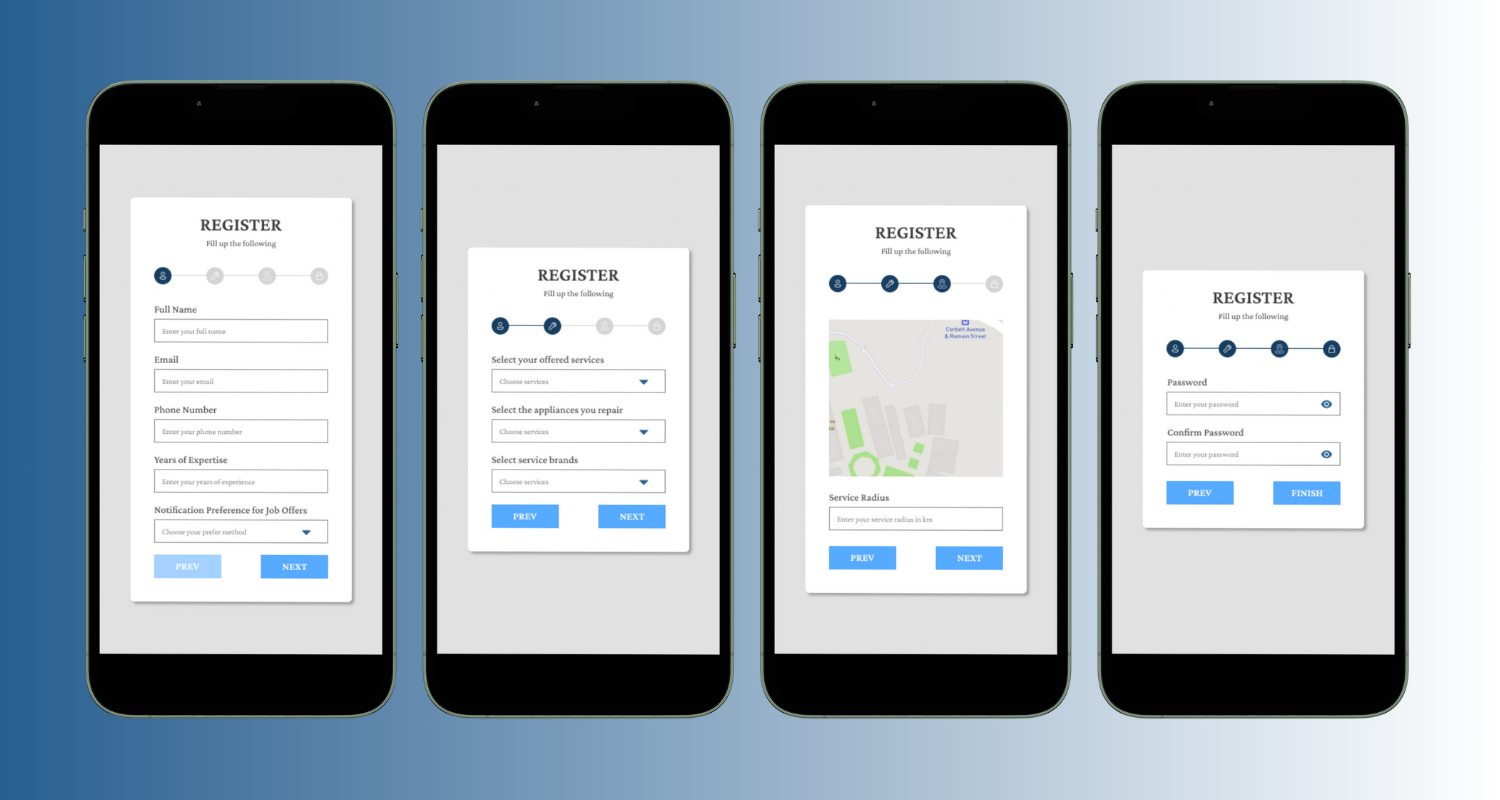 REGISTER
Fill up the following
Full Name
Enter your full name
Email
Enter your email
Phone Number
Enter your phone number
Years of Expertise
Enter your years of experience
Notification Preference for Job Offers
Choose your prefer method
PREV
NEXT
REGISTER
Fill up the following
Select your offered services
Choose services
Select the appliances you repair
Choose services
Select service brands
Choose services
PREV
NEXT
REGISTER
Fill up the following
Corbett Avenue
& Romain Street
Service Radius
Enter your service radius in km
PREV
NEXT
REGISTER
Fill up the following
Password
Enter your password
Confirm Password
Enter your password
PREV
FINISH